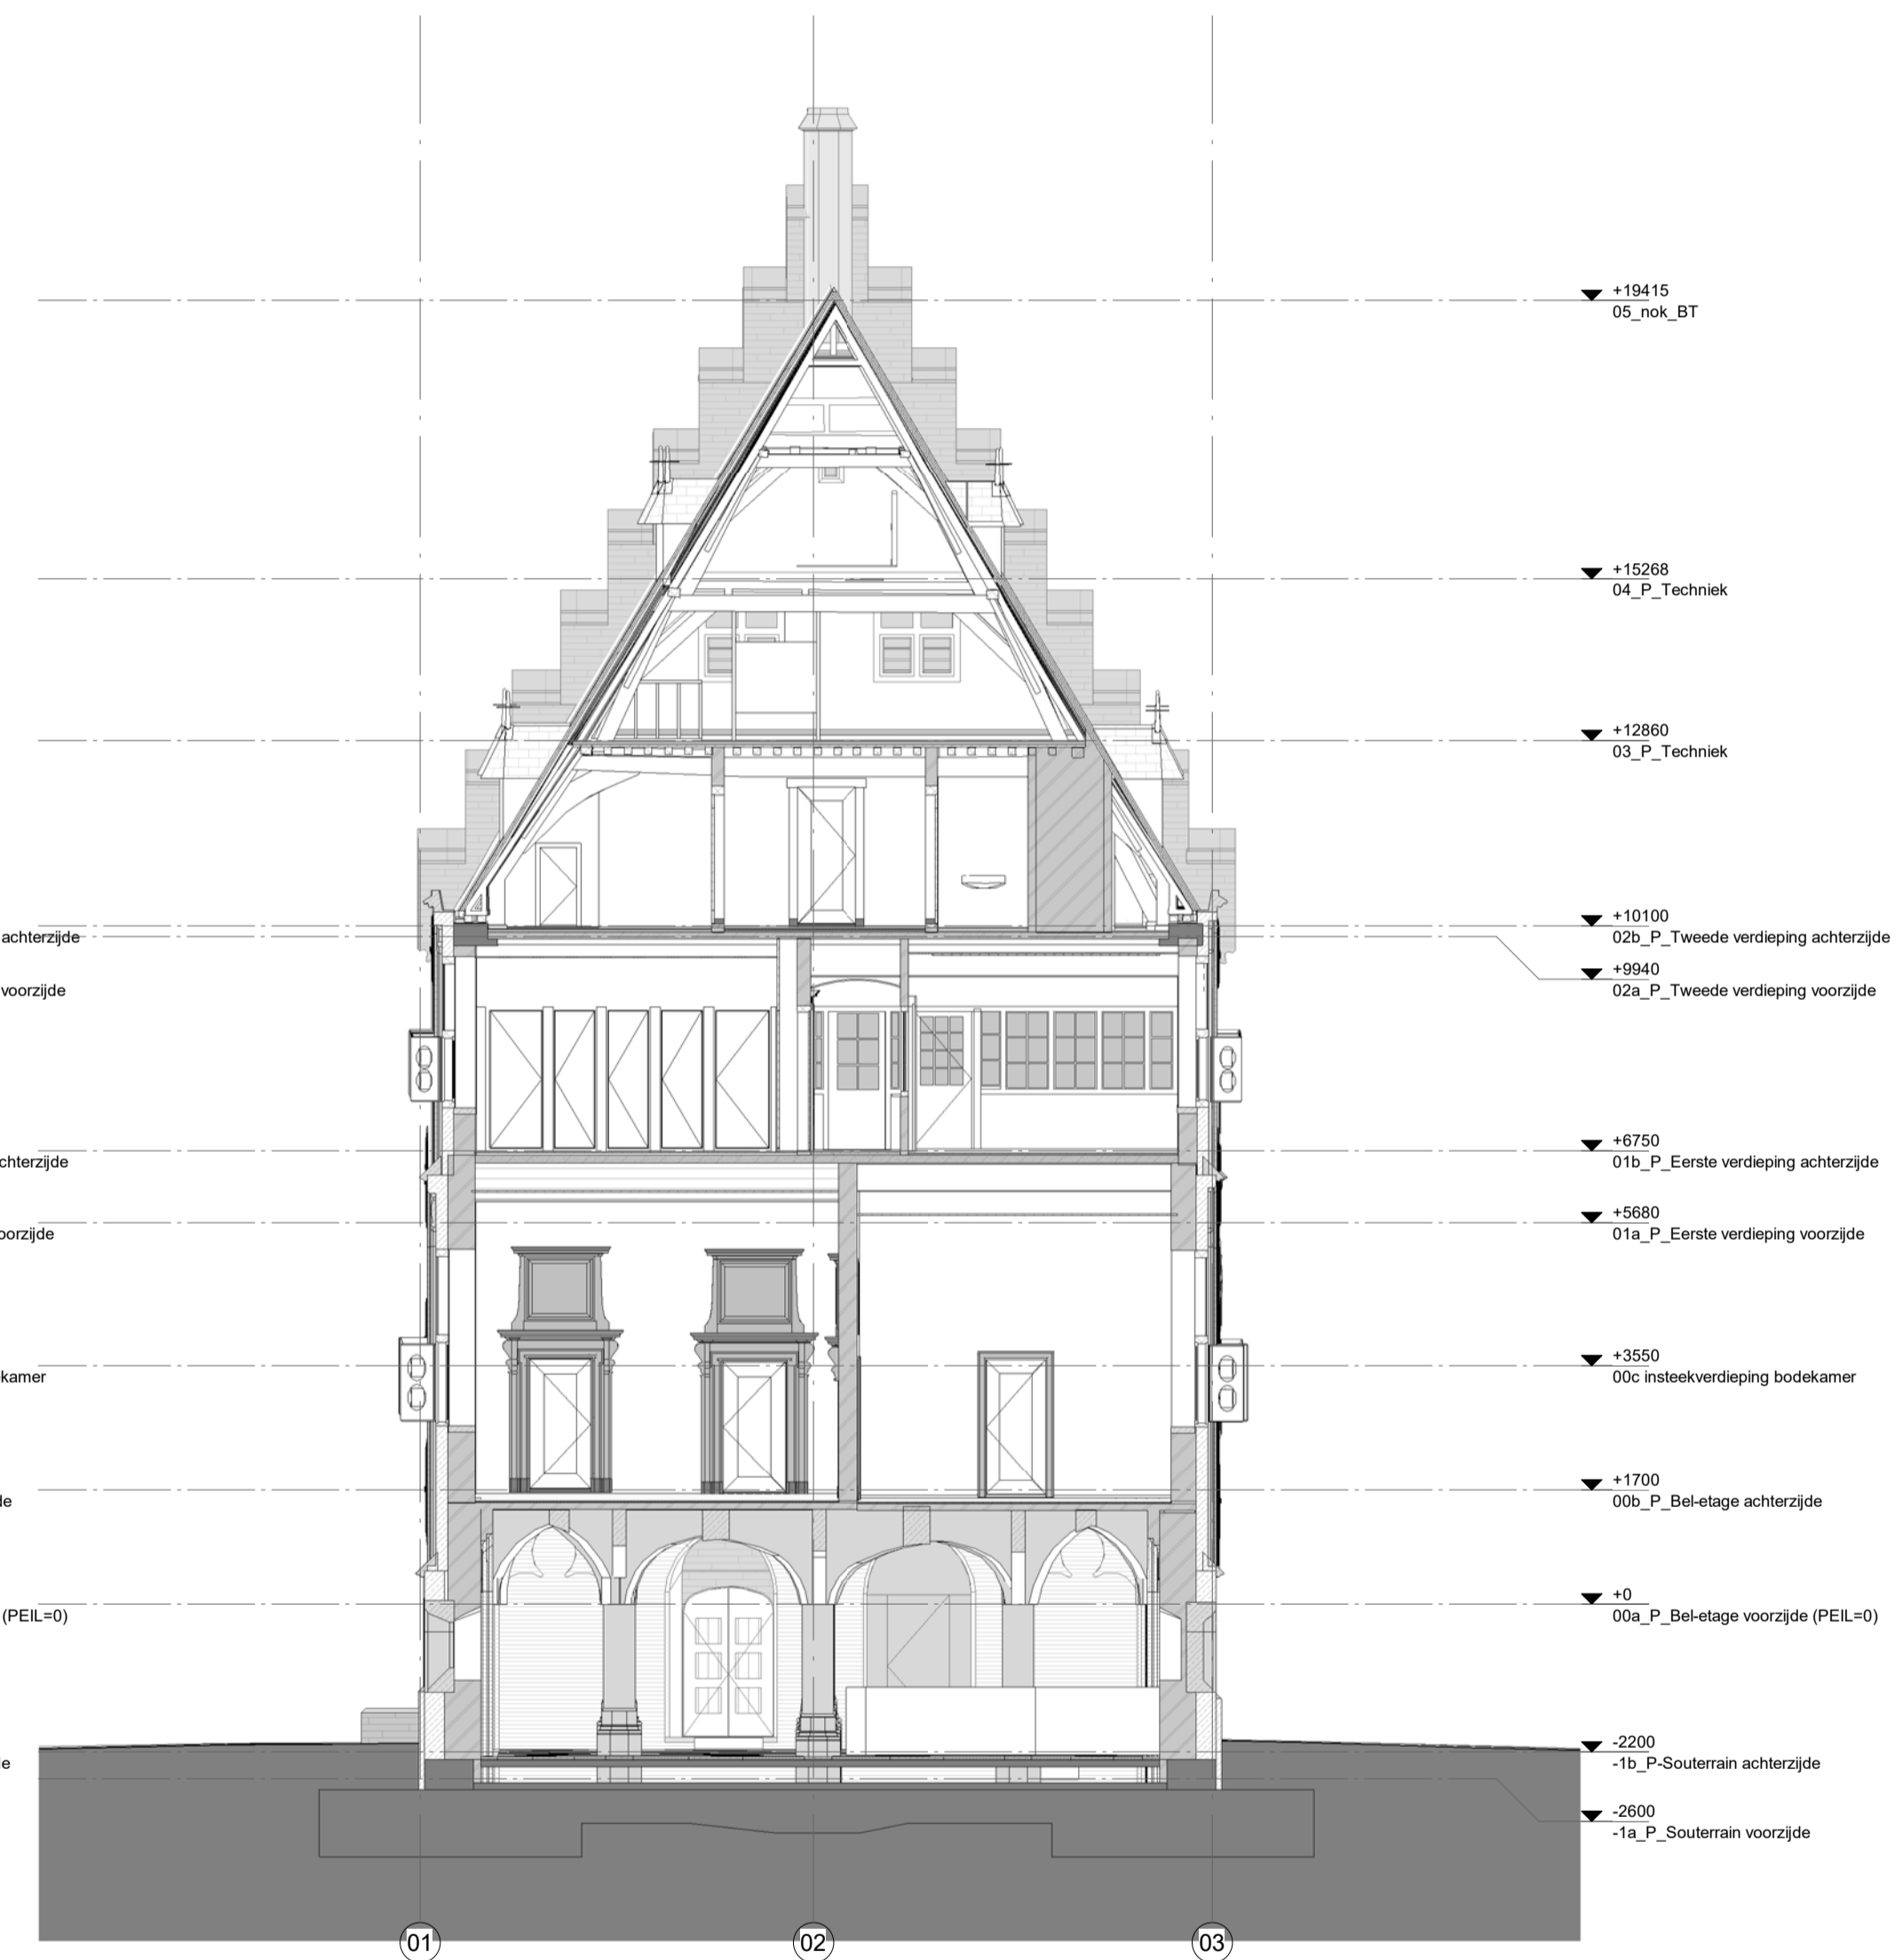 +19415
05_nok_BT
+15268
04_P_Techniek
+12860
03_P_Techniek
+10100
achterzijde
02b_P_Tweede verdieping achterzijde
+9940
voorzijde
02a_P_Tweede verdieping voorzijde
+6750
chterzijde
01b_P_Eerste verdieping achterzijde
+5680
oorzijde
01a_P_Eerste verdieping voorzijde
+3550
kamer
00c insteekverdieping bodekamer
+1700
de
00b_P_Bel-etage achterzijde
+0
(PEIL=0)
00a_P_Bel-etage voorzijde (PEIL=0)
-2200
e
-1b_P-Souterrain achterzijde
-2600
-1a_P_Souterrain voorzijde
01
02
03